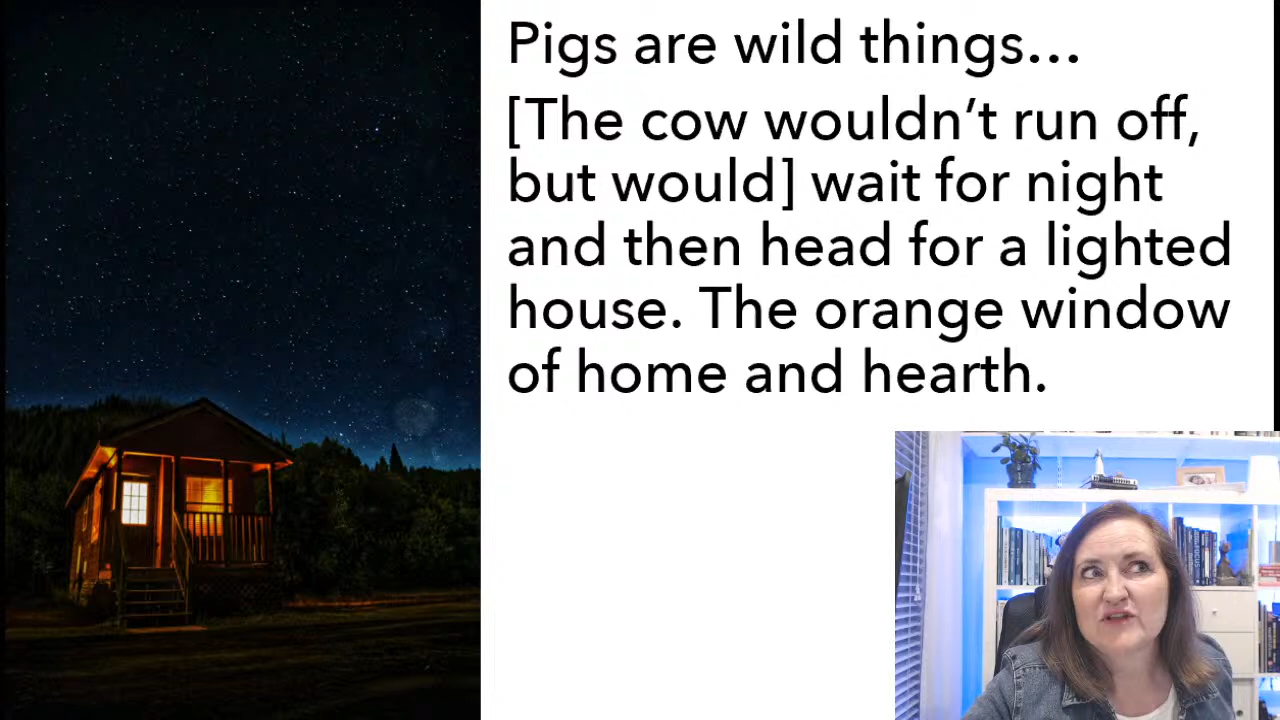 Pigs are wild things…
[The cow wouldn’t run off,
but would] wait for night
and then head for a lighted
house. The orange window
of home and hearth.